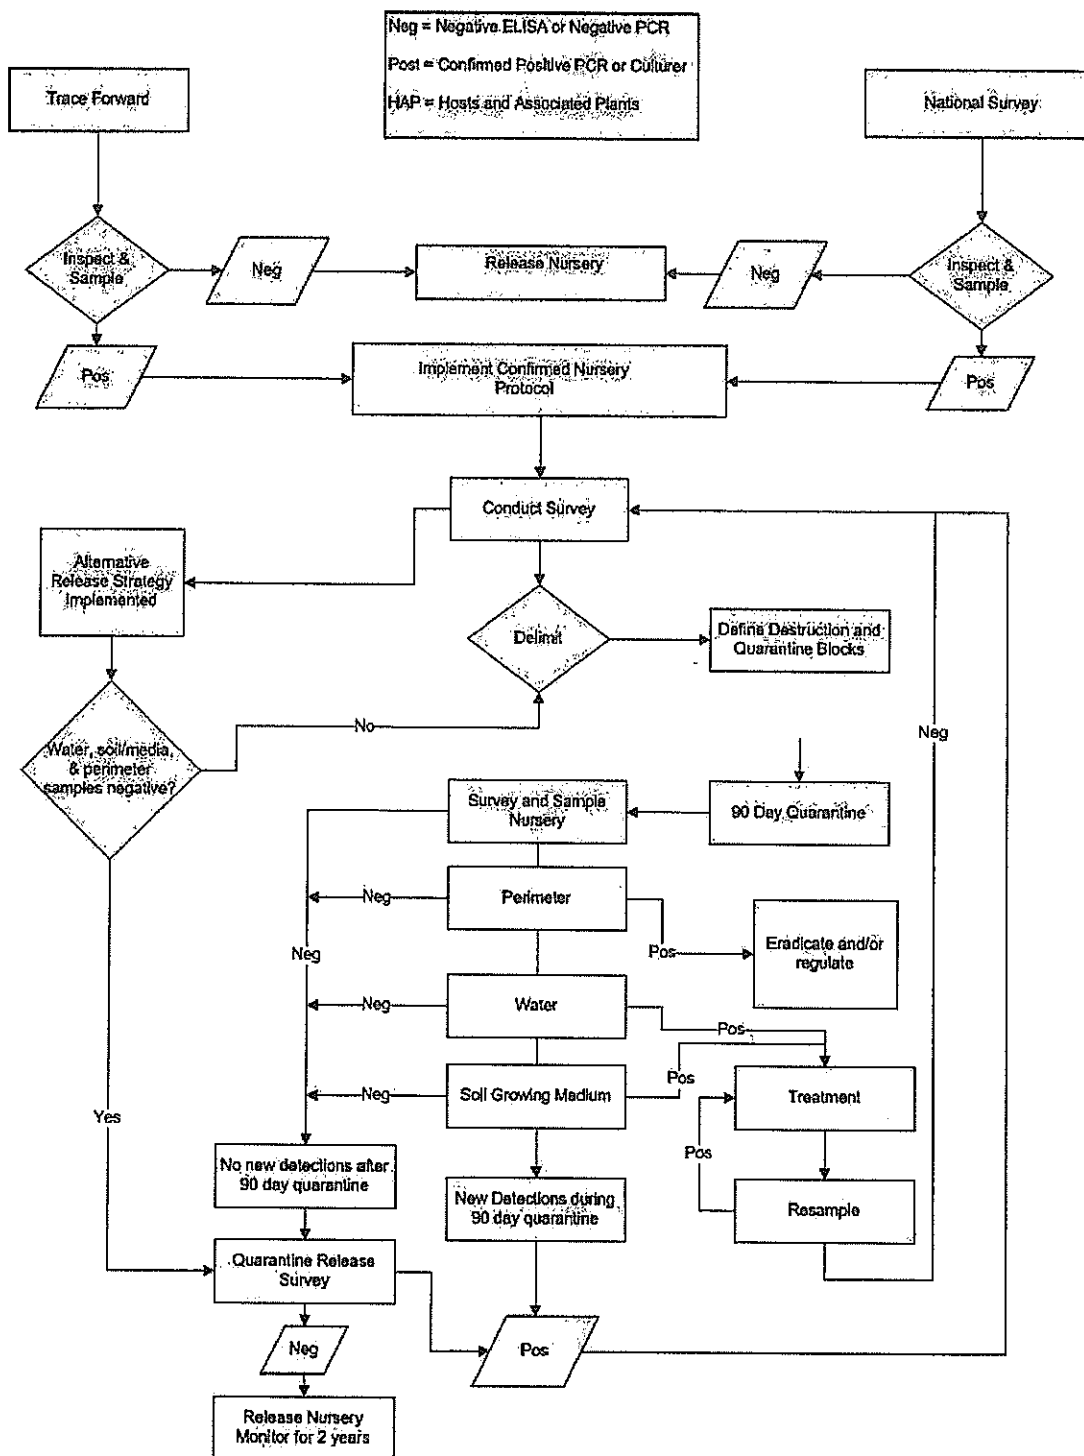 Neg = Negative ELISA or Negative PCR
Post = Confirmed Positive PCR or Culturer
HAP = Hosts and Associated Plants
Trace Forward
National Survey
Inspect &
Sample
Neg
Release Nursery
Neg
Inspect &
Sample
Pos
Implement Confirmed Nursery
Protocol
Pos
Conduct Survey
Alternative
Release Strategy
Implemented
Delimit
Define Destruction and
Quarantine Blocks
No
Neg
Water, soil/media,
& perimeter
samples negative?
Survey and Sample
Nursery
90 Day Quarantine
Neg
Perimeter
Pos
Eradicate and/or
regulate
Neg
Neg
Water
Pos
Neg
Soil Growing Medium
Pos
Treatment
Yes
Pos
No new detections after
90 day quarantine
New Detections during
90 day quarantine
Resample
Quarantine Release
Survey
Neg
Pos
Release Nursery
Monitor for 2 years